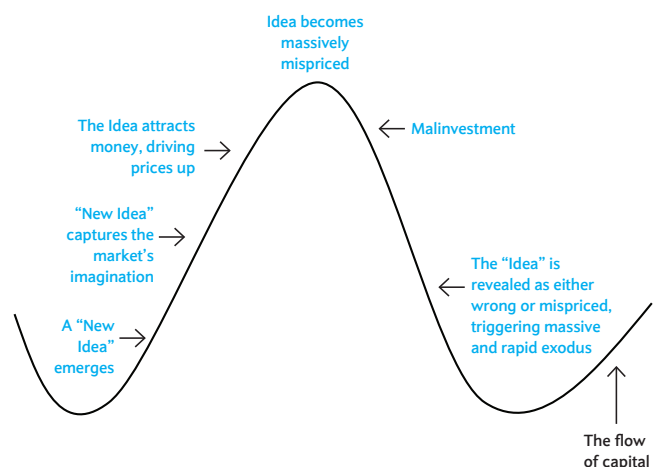 Idea becomes
massively
mispriced
The Idea attracts
money, driving
prices up
Malinvestment
“New Idea”
captures the
market’s
imagination
The “Idea” is
revealed as either
wrong or mispriced,
triggering massive
and rapid exodus
A “New
Idea”
emerges
The flow
of capital